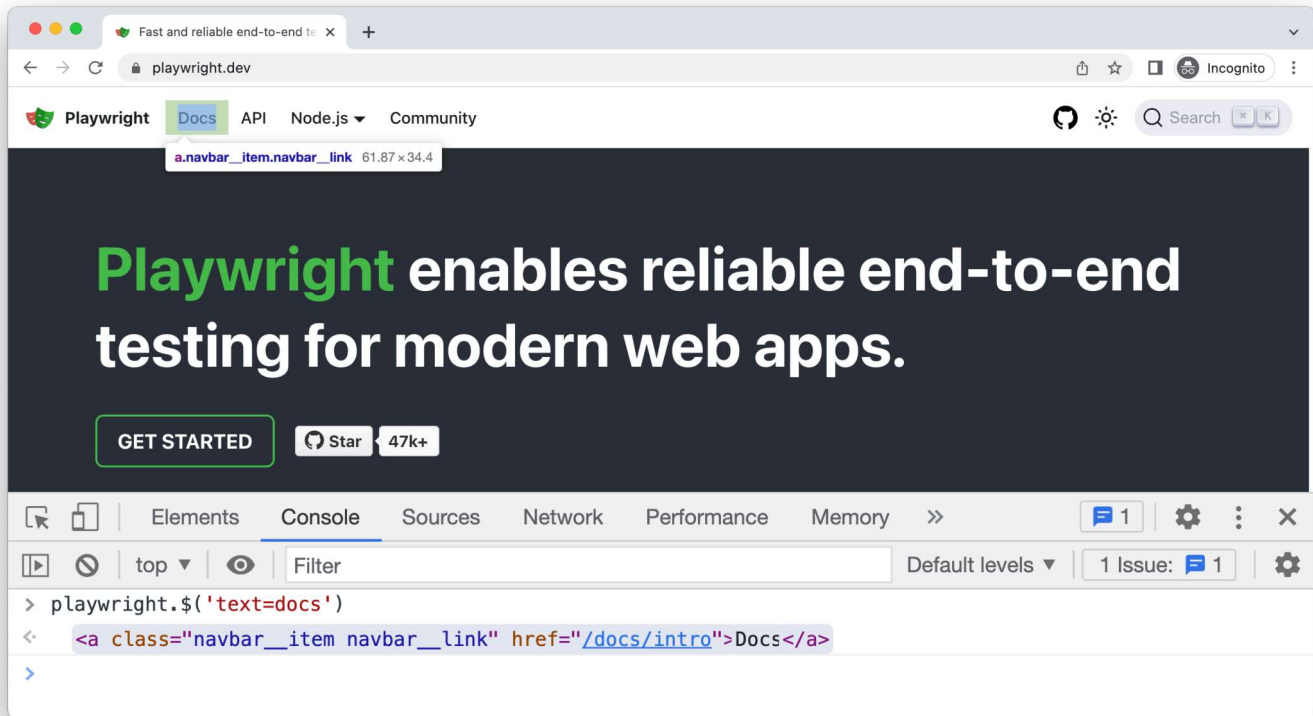 Fast and reliable end-to-end te
playwright.dev
Incognito
Playwright Docs API Node.js Community
Search ⌘ K
a.navbar__item.navbar__link 61.87×34.4
Playwright enables reliable end-to-end
testing for modern web apps.
GET STARTED Star 47k+
Elements Console Sources Network Performance Memory 1
top Filter Default levels 1 Issue: 1
> playwright.$('text=docs')
<a class="navbar__item navbar__link" href="/docs/intro">Docs</a>
>